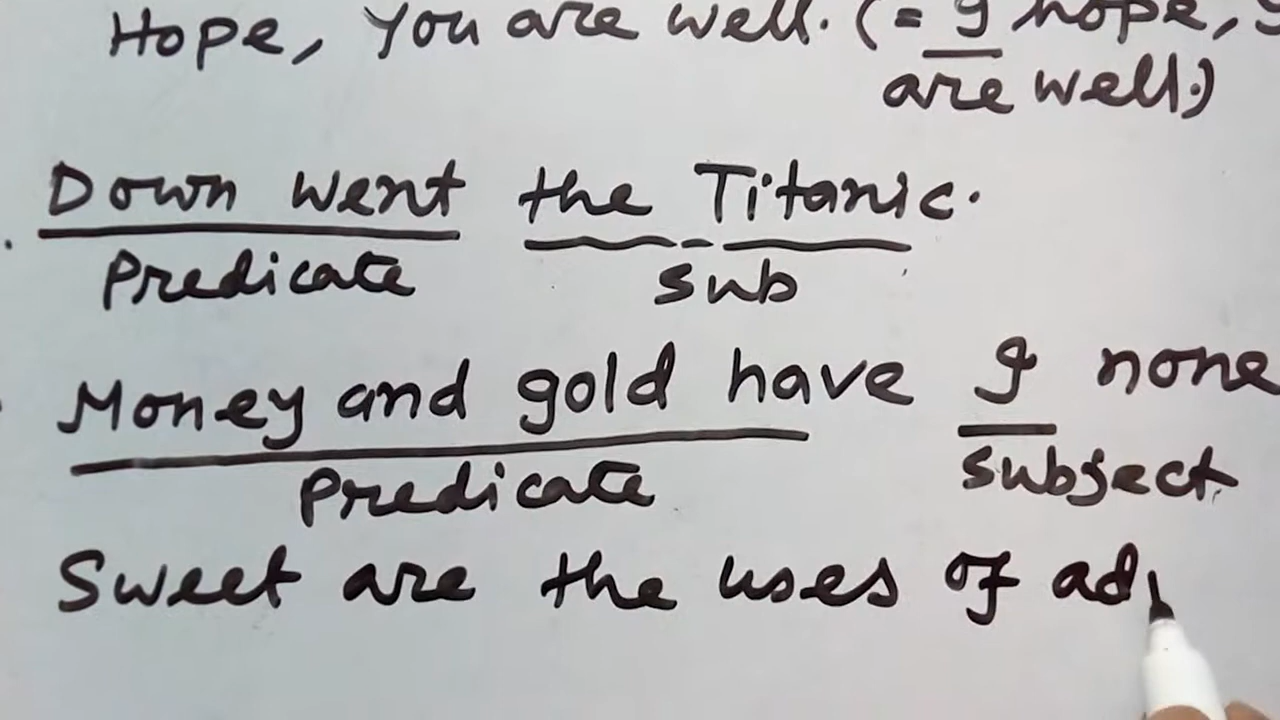 Hope, You are well. (= I hope, y
are well.)
Down went the Titanic.
Predicate sub
Money and gold have I none
Predicate Subject
Sweet are the uses of ad